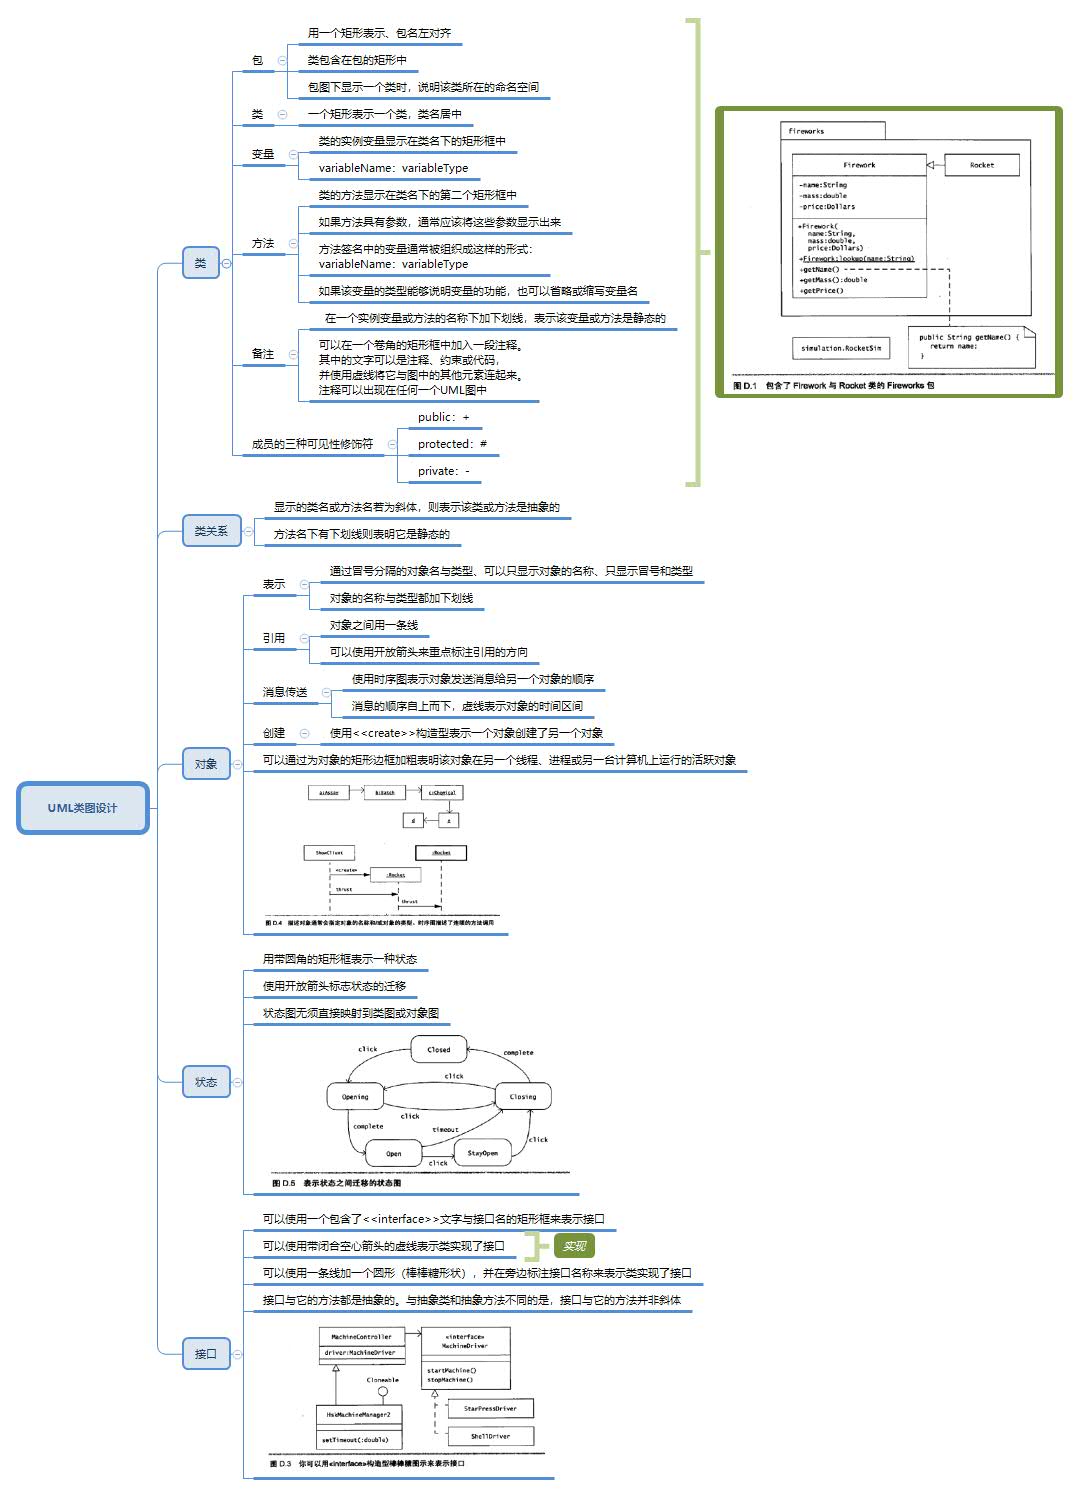 用一个矩形表示、包名左对齐
包
类包含在包的矩形中
包图下显示一个类时，说明该类所在的命名空间
类
一个矩形表示一个类，类名居中
类的实例变量显示在类名下的矩形框中
变量
variableName：variableType
类的方法显示在类名下的第二个矩形框中
如果方法具有参数，通常应该将这些参数显示出来
方法
方法签名中的变量通常被组织成这样的形式：
variableName：variableType
类
如果该变量的类型能够说明变量的功能，也可以省略或缩写变量名
在一个实例变量或方法的名称下加下划线，表示该变量或方法是静态的
备注
可以在一个卷角的矩形框中加入一段注释。
其中的文字可以是注释、约束或代码，
并使用虚线将它与图中的其他元素连起来。
注释可以出现在任何一个UML图中
public：+
成员的三种可见性修饰符
protected：#
private：-
fireworks
Firework
Rocket
-name:String
-mass:double
-price:Dollars
+Firework(
name:String,
mass:double,
price:Dollars)
+Firework:lookup(name:String)
+getName()
+getMass():double
+getPrice()
public String getName() {
return name;
}
simulation.RocketSim
图 D.1 包含了 Firework 与 Rocket 类的 Fireworks 包
显示的类名或方法名若为斜体，则表示该类或方法是抽象的
类关系
方法名下有下划线则表明它是静态的
通过冒号分隔的对象名与类型、可以只显示对象的名称、只显示冒号和类型
表示
对象的名称与类型都加下划线
对象之间用一条线
引用
可以使用开放箭头来重点标注引用的方向
使用时序图表示对象发送消息给另一个对象的顺序
消息传送
消息的顺序自上而下，虚线表示对象的时间区间
创建
使用<<create>>构造型表示一个对象创建了另一个对象
对象
可以通过为对象的矩形边框加粗表明该对象在另一个线程、进程或另一台计算机上运行的活跃对象
a:Assay
b:Batch
c:Chemical
d
e
ShowClient
:Rocket
«create»
:Rocket
thrust
thrust
图 D.4 描述对象通常会指定对象的名称和/或对象的类型。时序图描述了连续的方法调用
UML类图设计
用带圆角的矩形框表示一种状态
使用开放箭头标志状态的迁移
状态图无须直接映射到类图或对象图
状态
click
Closed
complete
click
Opening
Closing
click
complete
timeout
click
Open
StayOpen
click
图 D.5 表示状态之间迁移的状态图
可以使用一个包含了<<interface>>文字与接口名的矩形框来表示接口
可以使用带闭合空心箭头的虚线表示类实现了接口
实现
可以使用一条线加一个圆形（棒棒糖形状），并在旁边标注接口名称来表示类实现了接口
接口与它的方法都是抽象的。与抽象类和抽象方法不同的是，接口与它的方法并非斜体
接口
MachineController
driver:MachineDriver
«interface»
MachineDriver
startMachine()
stopMachine()
Cloneable
HskMachineManager2
setTimeout(:double)
StarPressDriver
ShellDriver
图 D.3 你可以用«interface»构造型棒棒糖图示来表示接口